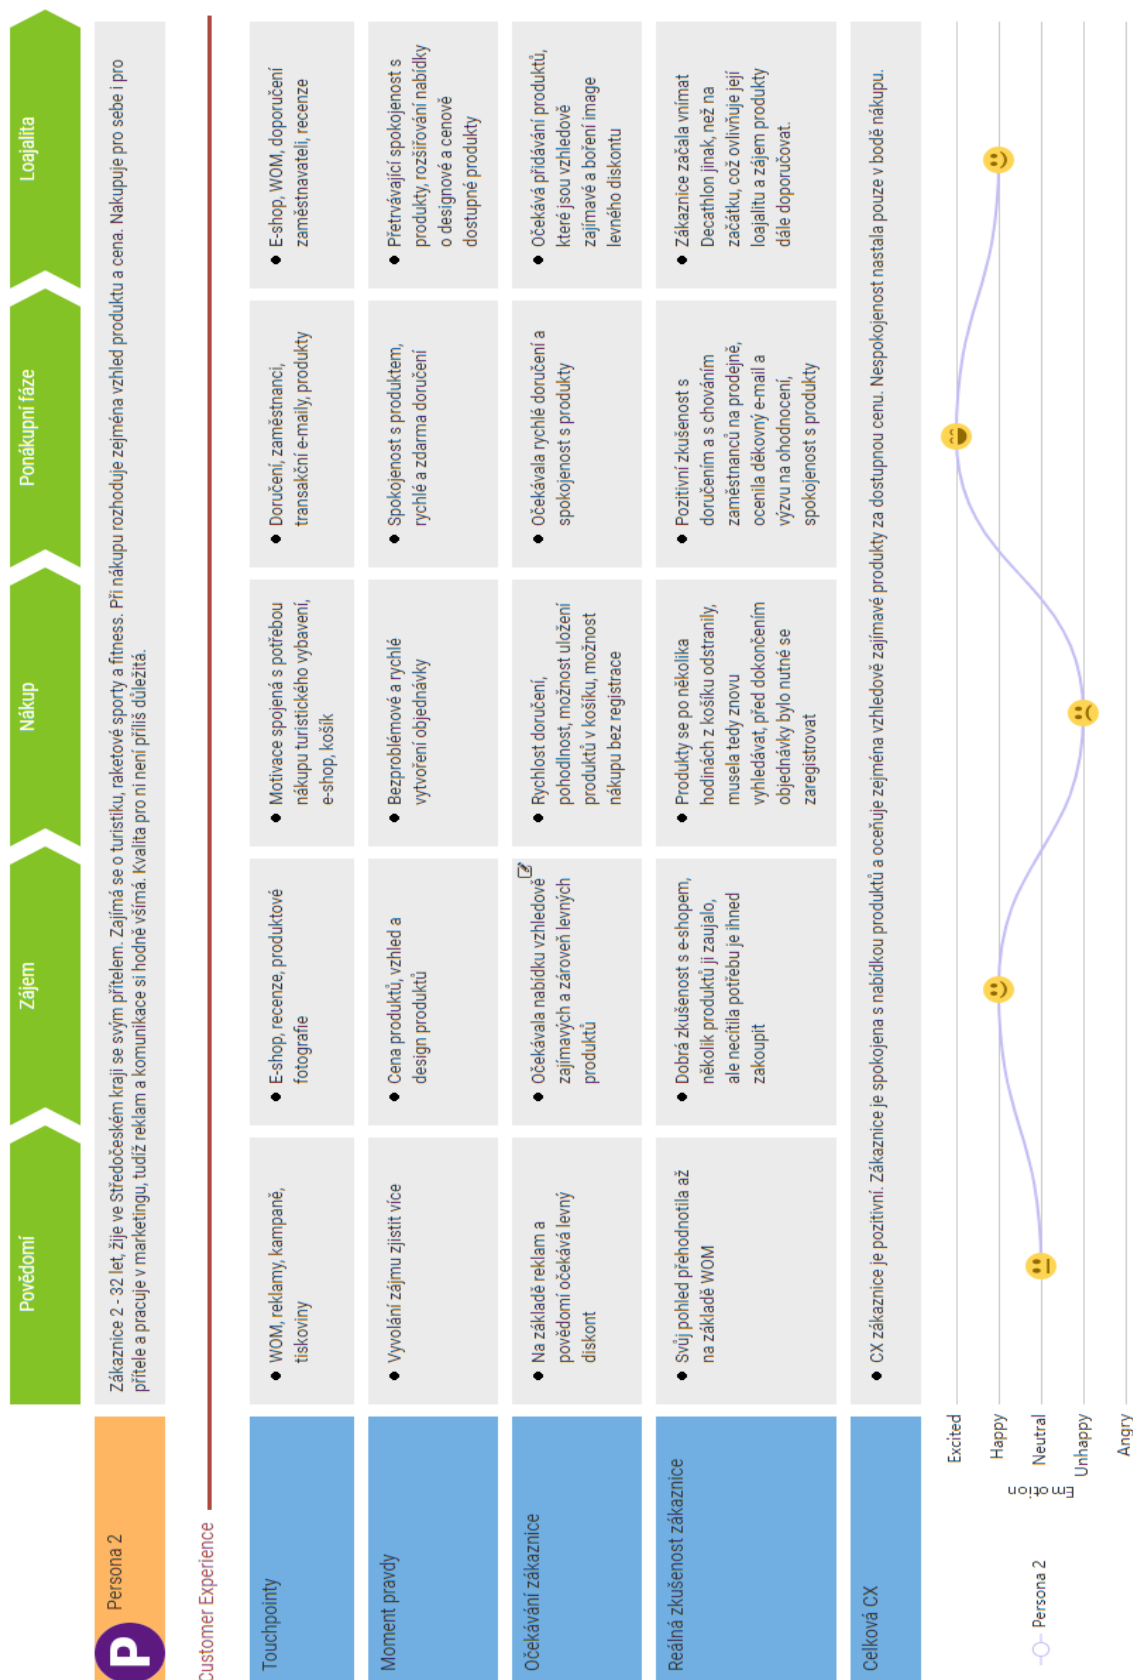 Povědomí
Zájem
Nákup
Ponákupní fáze
Loajalita
P
Persona 2
Zákaznice 2 - 32 let, žije ve Středočeském kraji se svým přítelem. Zajímá se o turistiku, raketové sporty a fitness. Při nákupu rozhoduje zejména vzhled produktu a cena. Nakupuje pro sebe i pro
přítele a pracuje v marketingu, tudíž reklam a komunikace si hodně všímá. Kvalita pro ni není příliš důležitá.
Customer Experience
Touchpointy
● WOM, reklamy, kampaně,
tiskoviny
● E-shop, recenze, produktové
fotografie
● Motivace spojená s potřebou
nákupu turistického vybavení,
e-shop, košík
● Doručení, zaměstnanci,
transakční e-maily, produkty
● E-shop, WOM, doporučení
zaměstnavateli, recenze
Moment pravdy
● Vyvolání zájmu zjistit více
● Cena produktů, vzhled a
design produktů
● Bezproblémové a rychlé
vytvoření objednávky
● Spokojenost s produktem,
rychlé a zdarma doručení
● Přetrvávající spokojenost s
produkty, rozšiřování nabídky
o designové a cenově
dostupné produkty
Očekávání zákaznice
● Na základě reklam a
povědomí očekává levný
diskont
● Očekávala nabídku vzhledově
zajímavých a zároveň levných
produktů
● Rychlost doručení,
pohodlnost, možnost uložení
produktů v košíku, možnost
nákupu bez registrace
● Očekávala rychlé doručení a
spokojenost s produkty
● Očekává přidávání produktů,
které jsou vzhledově
zajímavé a boření image
levného diskontu
Reálná zkušenost zákaznice
● Svůj pohled přehodnotila až
na základě WOM
● Dobrá zkušenost s e-shopem,
několik produktů ji zaujalo,
ale necítila potřebu je ihned
zakoupit
● Produkty se po několika
hodinách z košíku odstranily,
musela tedy znovu
vyhledávat, před dokončením
objednávky bylo nutné se
zaregistrovat
● Pozitivní zkušenost s
doručením a s chováním
zaměstnanců na prodejně,
ocenila děkovný e-mail a
výzvu na ohodnocení,
spokojenost s produkty
● Zákaznice začala vnímat
Decathlon jinak, než na
začátku, což ovlivňuje její
loajalitu a zájem produkty
dále doporučovat.
Celková CX
● CX zákaznice je pozitivní. Zákaznice je spokojena s nabídkou produktů a oceňuje zejména vzhledově zajímavé produkty za dostupnou cenu. Nespokojenost nastala pouze v bodě nákupu.
Persona 2
Emotion
Excited
Happy
Neutral
Unhappy
Angry